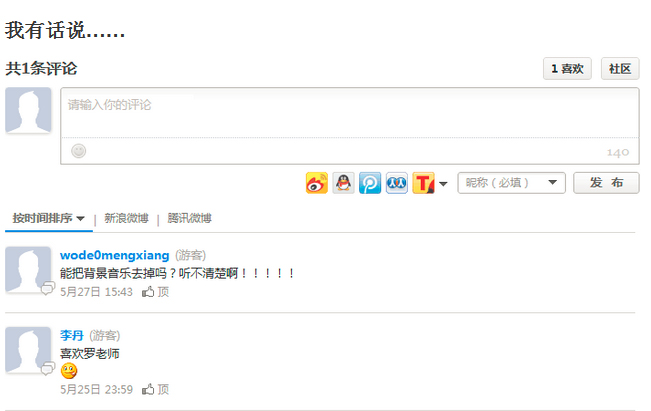 我有话说......
共1条评论
1 喜欢
社区
请输入你的评论
140
昵称（必填）
发 布
按时间排序 | 新浪微博 | 腾讯微博
wode0mengxiang (游客)
能把背景音乐去掉吗？听不清楚啊！！！！！
5月27日 15:43 顶
李丹 (游客)
喜欢罗老师
5月25日 23:59 顶